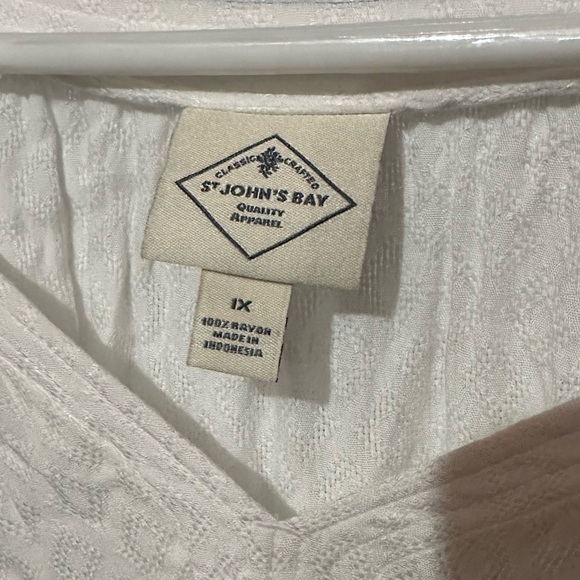 CLASSIC CRAFTED
ST JOHN'S BAY
QUALITY
APPAREL
1X
100% RAYON
MADE IN
INDONESIA